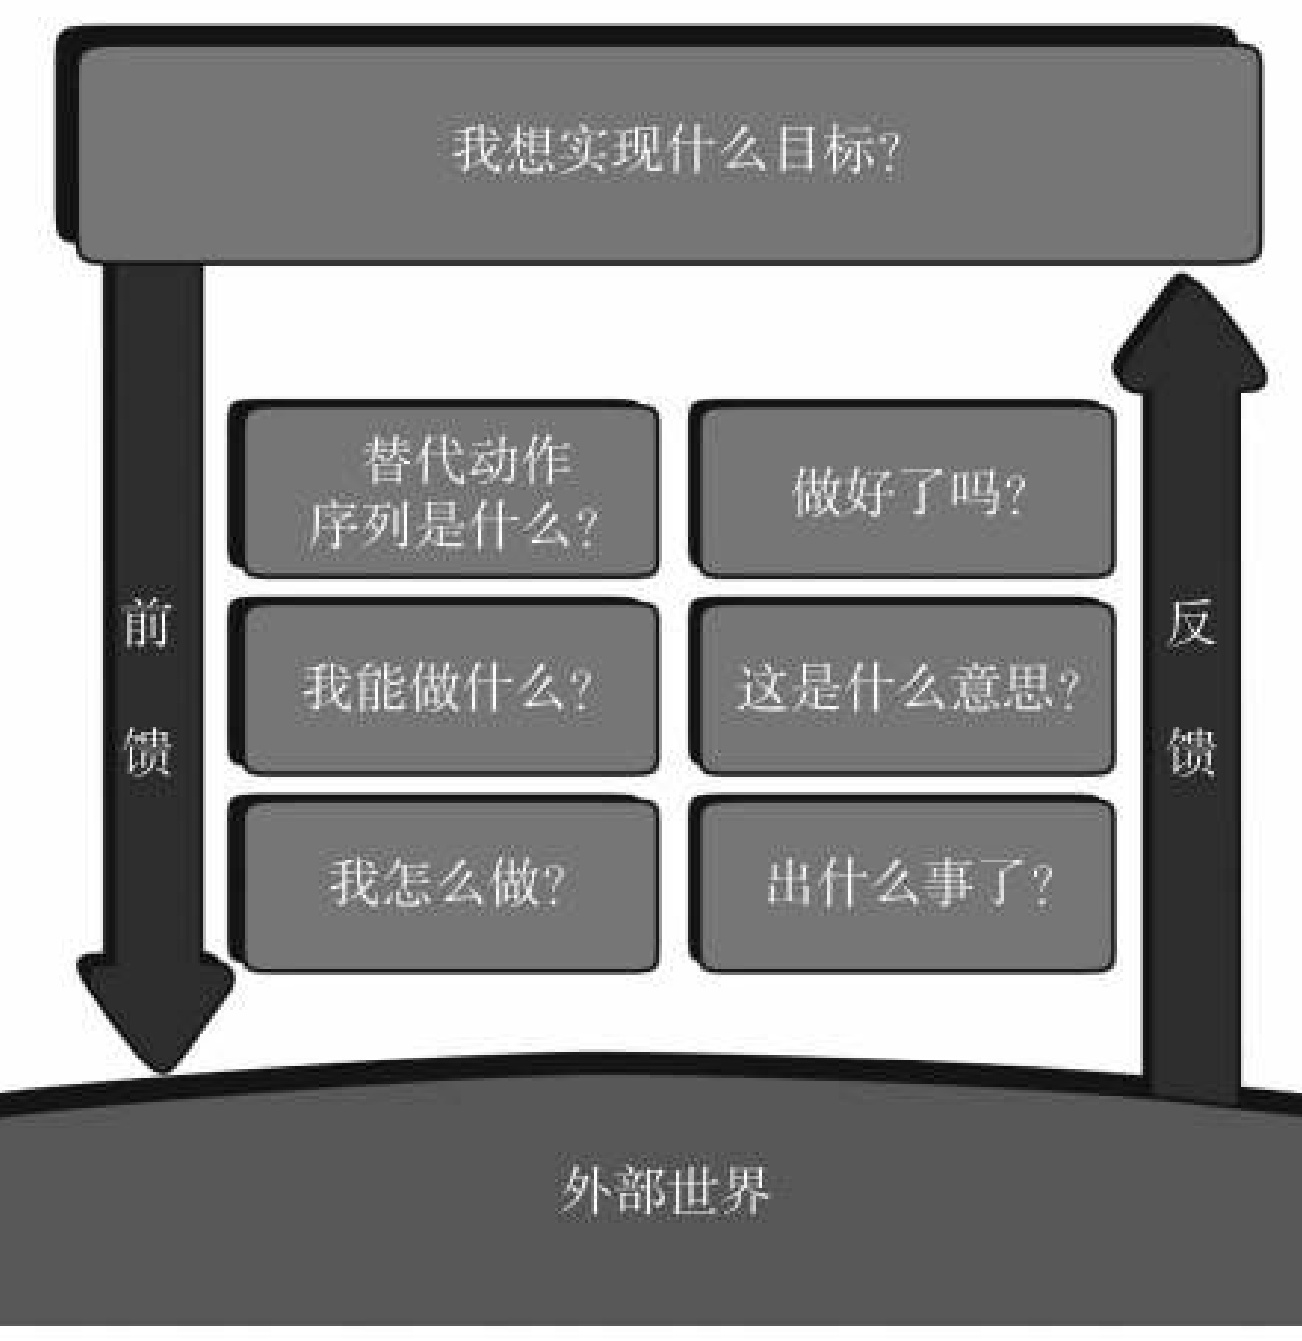 我想实现什么目标?
前馈
替代动作
序列是什么?
做好了吗?
我能做什么?
这是什么意思?
我怎么做?
出什么事了?
反馈
外部世界